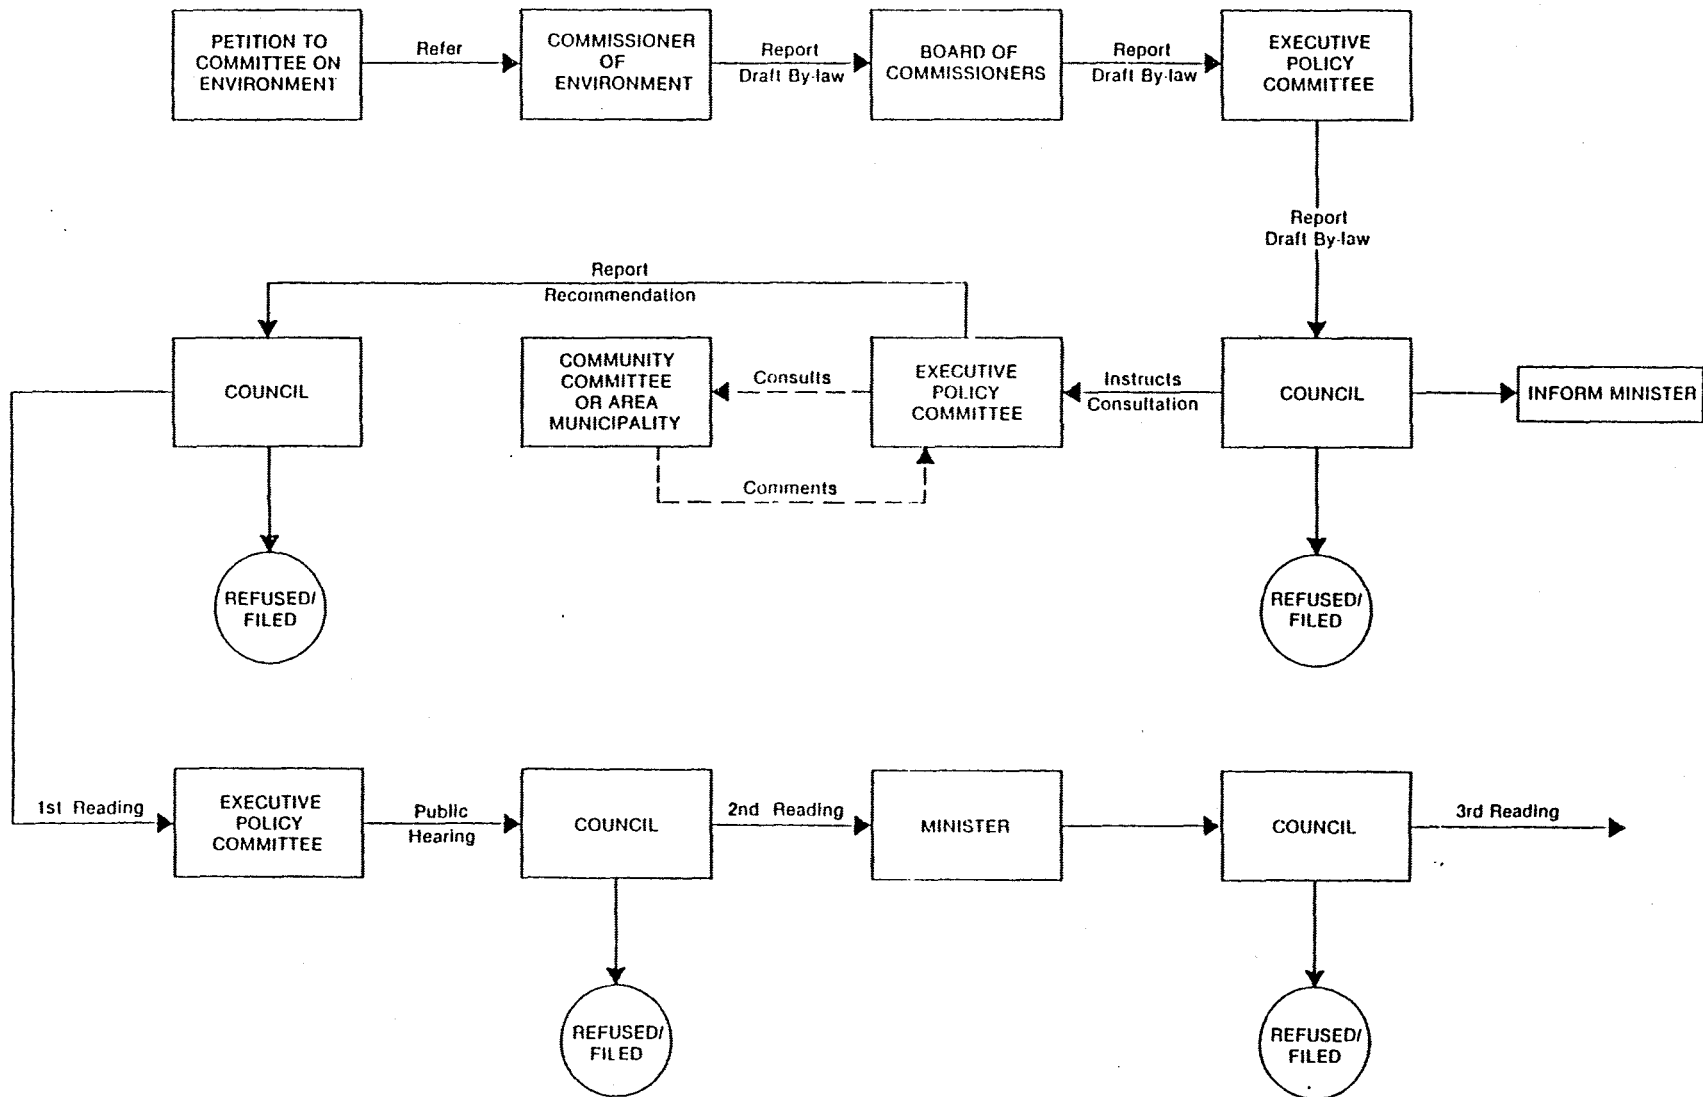 PETITION TO
COMMITTEE ON
ENVIRONMENT
Refer
COMMISSIONER
OF
ENVIRONMENT
Report
Draft By-law
BOARD OF
COMMISSIONERS
Report
Draft By-law
EXECUTIVE
POLICY
COMMITTEE
Report
Draft By-law
Report
Recommendation
COUNCIL
COMMUNITY
COMMITTEE
OR AREA
MUNICIPALITY
Consults
EXECUTIVE
POLICY
COMMITTEE
Instructs
Consultation
COUNCIL
INFORM MINISTER
Comments
REFUSED/
FILED
REFUSED/
FILED
1st Reading
EXECUTIVE
POLICY
COMMITTEE
Public
Hearing
COUNCIL
2nd Reading
MINISTER
COUNCIL
3rd Reading
REFUSED/
FILED
REFUSED/
FILED